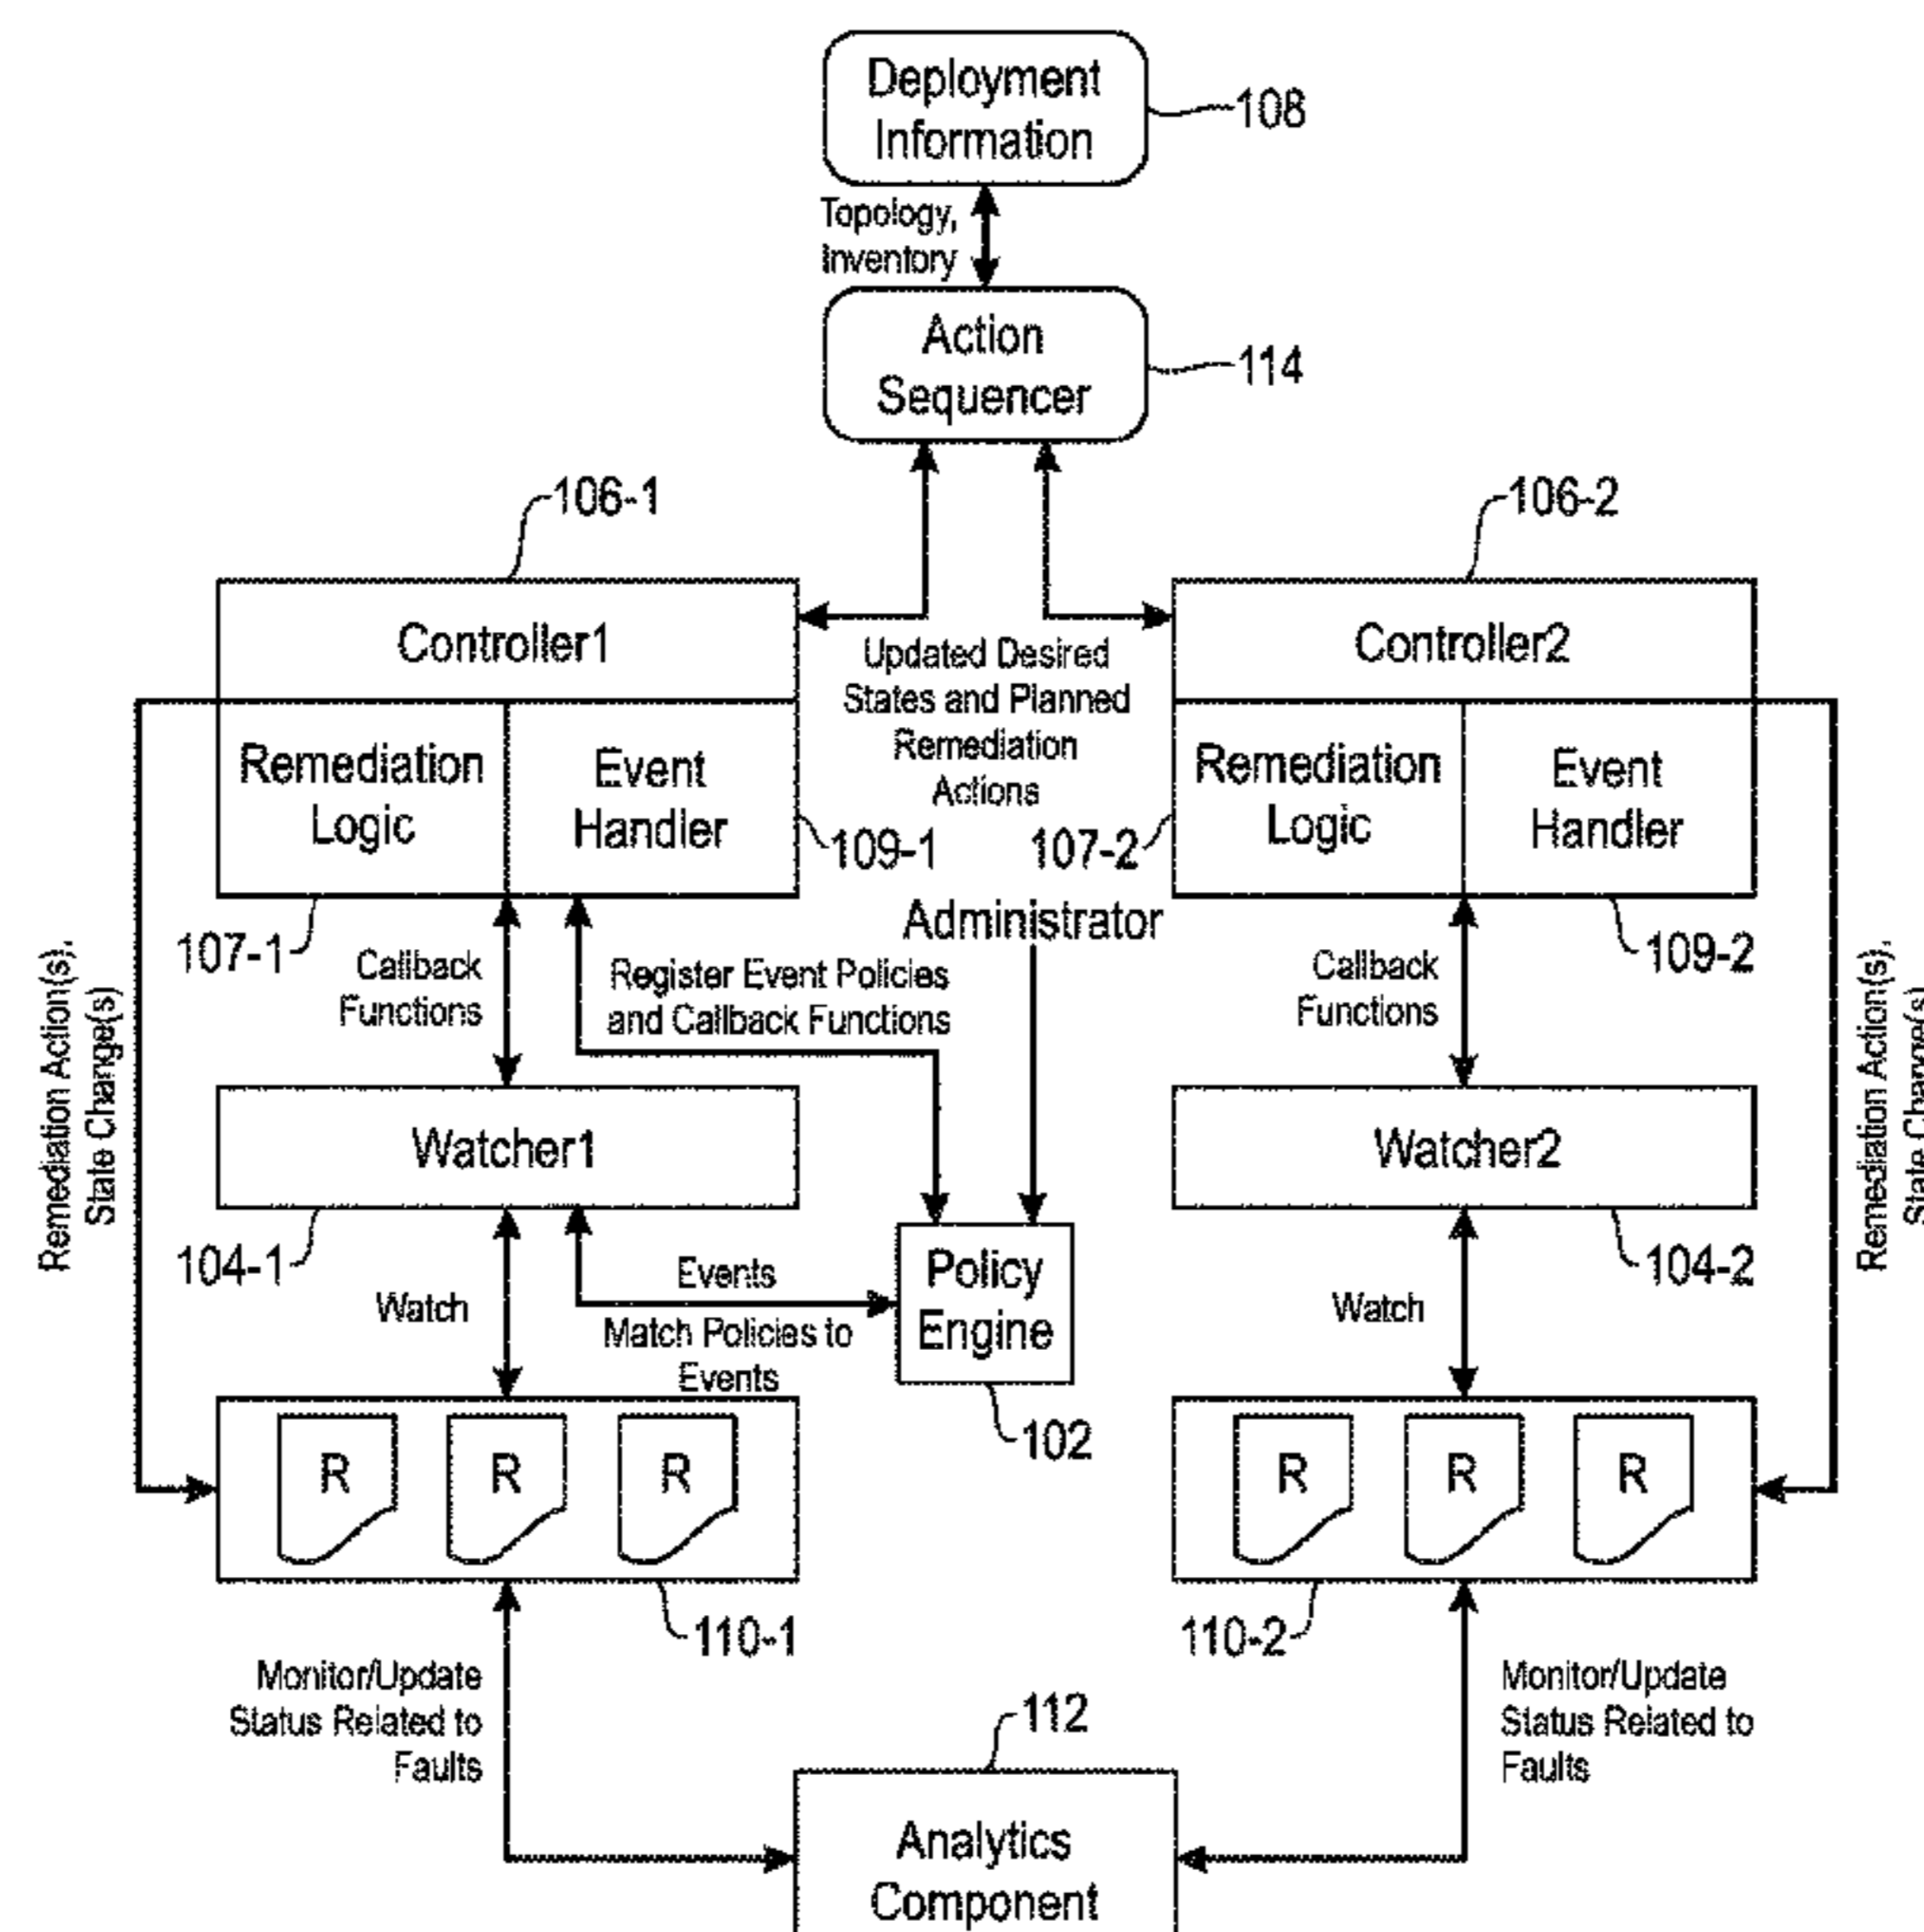 Deployment
Information
108
Topology,
Inventory
Action
Sequencer
114
106-1
106-2
Controller1
Controller2
Updated Desired
States and Planned
Remediation
Actions
Remediation
Logic
Event
Handler
Remediation
Logic
Event
Handler
109-1
107-2
Administrator
107-1
109-2
Callback
Functions
Register Event Policies
and Callback Functions
Callback
Functions
Remediation Action(s),
State Change(s)
Remediation Action(s),
State Change(s)
Watcher1
Watcher2
104-1
104-2
Watch
Events
Match Policies to
Events
Policy
Engine
Watch
102
R
R
R
R
R
R
110-1
110-2
Monitor/Update
Status Related to
Faults
Monitor/Update
Status Related to
Faults
112
Analytics
Component